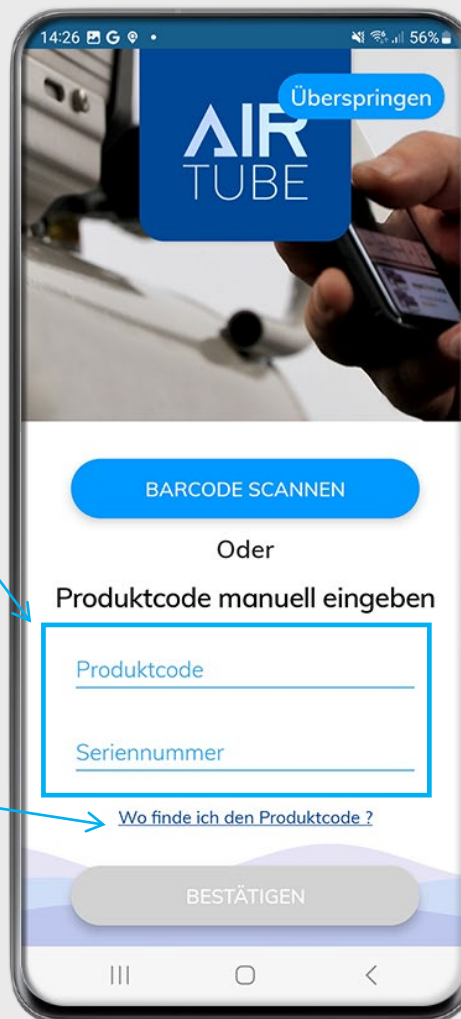 14:26
56%
Überspringen
AIR
TUBE
BARCODE SCANNEN
Oder
Produktcode manuell eingeben
Produktcode
Seriennummer
Wo finde ich den Produktcode ?
BESTÄTIGEN